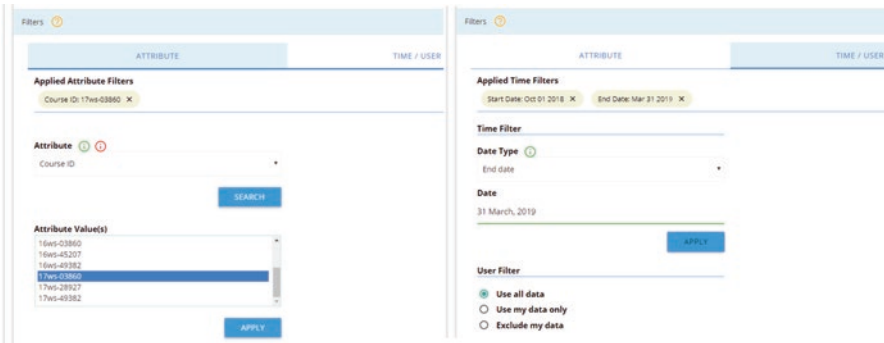 Filters ?
ATTRIBUTE TIME / USER
Applied Attribute Filters
Course ID: 17ws-03860 ×
Attribute i i
Course ID
SEARCH
Attribute Value(s)
16ws-03860
16ws-45207
16ws-49382
17ws-03860
17ws-28927
17ws-49382
APPLY
Filters ?
ATTRIBUTE TIME / USER
Applied Time Filters
Start Date: Oct 01 2018 × End Date: Mar 31 2019 ×
Time Filter
Date Type i
End date
Date
31 March, 2019
APPLY
User Filter
Use all data
Use my data only
Exclude my data